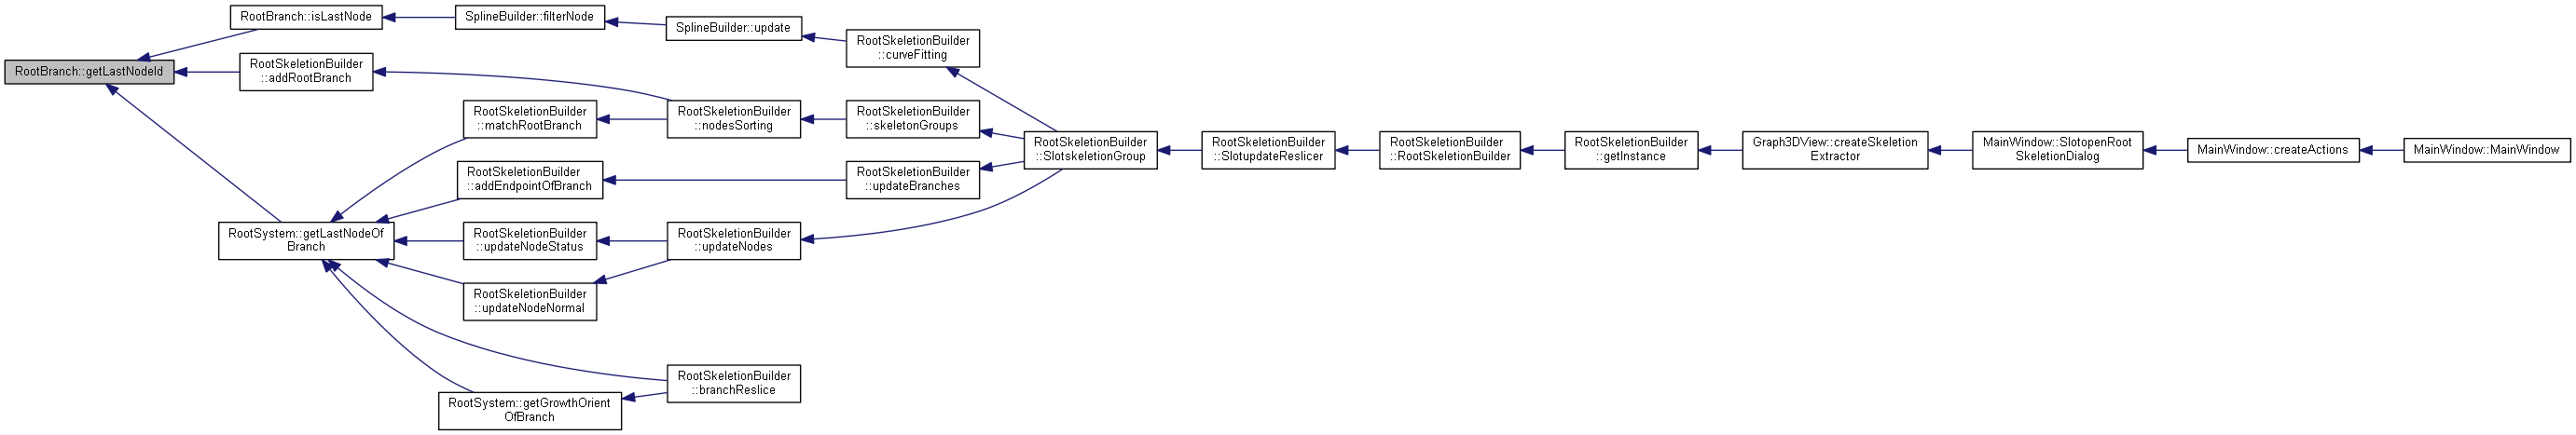 RootBranch::getLastNodeId
RootBranch::isLastNode
RootSkeletionBuilder
::addRootBranch
RootSystem::getLastNodeOf
Branch
SplineBuilder::filterNode
RootSkeletionBuilder
::matchRootBranch
RootSkeletionBuilder
::addEndpointOfBranch
RootSkeletionBuilder
::updateNodeStatus
RootSkeletionBuilder
::updateNodeNormal
RootSystem::getGrowthOrient
OfBranch
SplineBuilder::update
RootSkeletionBuilder
::nodesSorting
RootSkeletionBuilder
::updateNodes
RootSkeletionBuilder
::branchReslice
RootSkeletionBuilder
::curveFitting
RootSkeletionBuilder
::skeletonGroups
RootSkeletionBuilder
::updateBranches
RootSkeletionBuilder
::SlotskeletionGroup
RootSkeletionBuilder
::SlotupdateReslicer
RootSkeletionBuilder
::RootSkeletionBuilder
RootSkeletionBuilder
::getInstance
Graph3DView::createSkeletion
Extractor
MainWindow::SlotopenRoot
SkeletionDialog
MainWindow::createActions
MainWindow::MainWindow